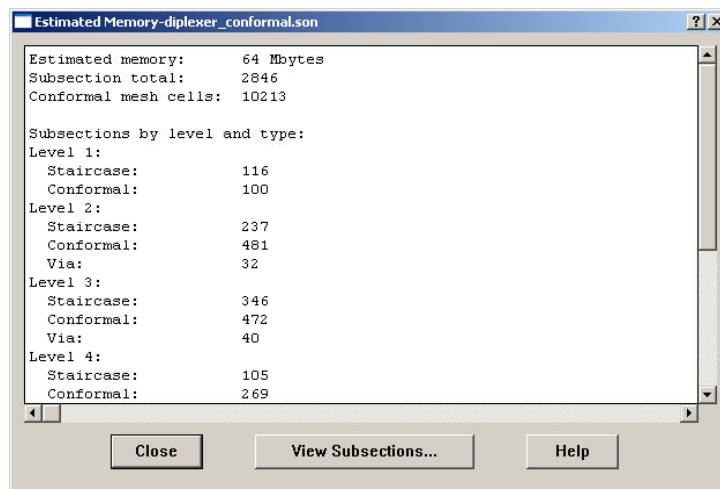 Estimated Memory-diplexer_conformal.son
Estimated memory: 64 Mbytes
Subsection total: 2846
Conformal mesh cells: 10213
Subsections by level and type:
Level 1:
Staircase: 116
Conformal: 100
Level 2:
Staircase: 237
Conformal: 481
Via: 32
Level 3:
Staircase: 346
Conformal: 472
Via: 40
Level 4:
Staircase: 105
Conformal: 269
Close View Subsections... Help